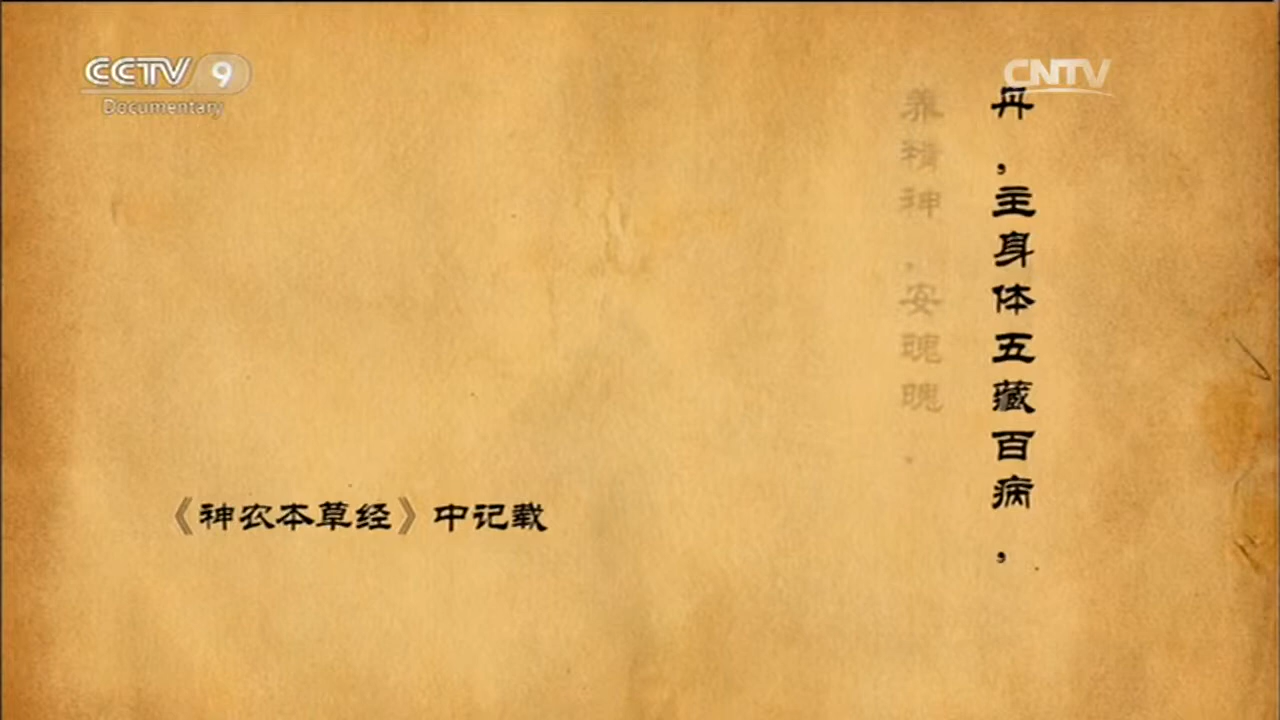 CCTV 9
Documentary
CNTV
丹，主身体五藏百病，
养精神，安魂魄。
《神农本草经》中记载